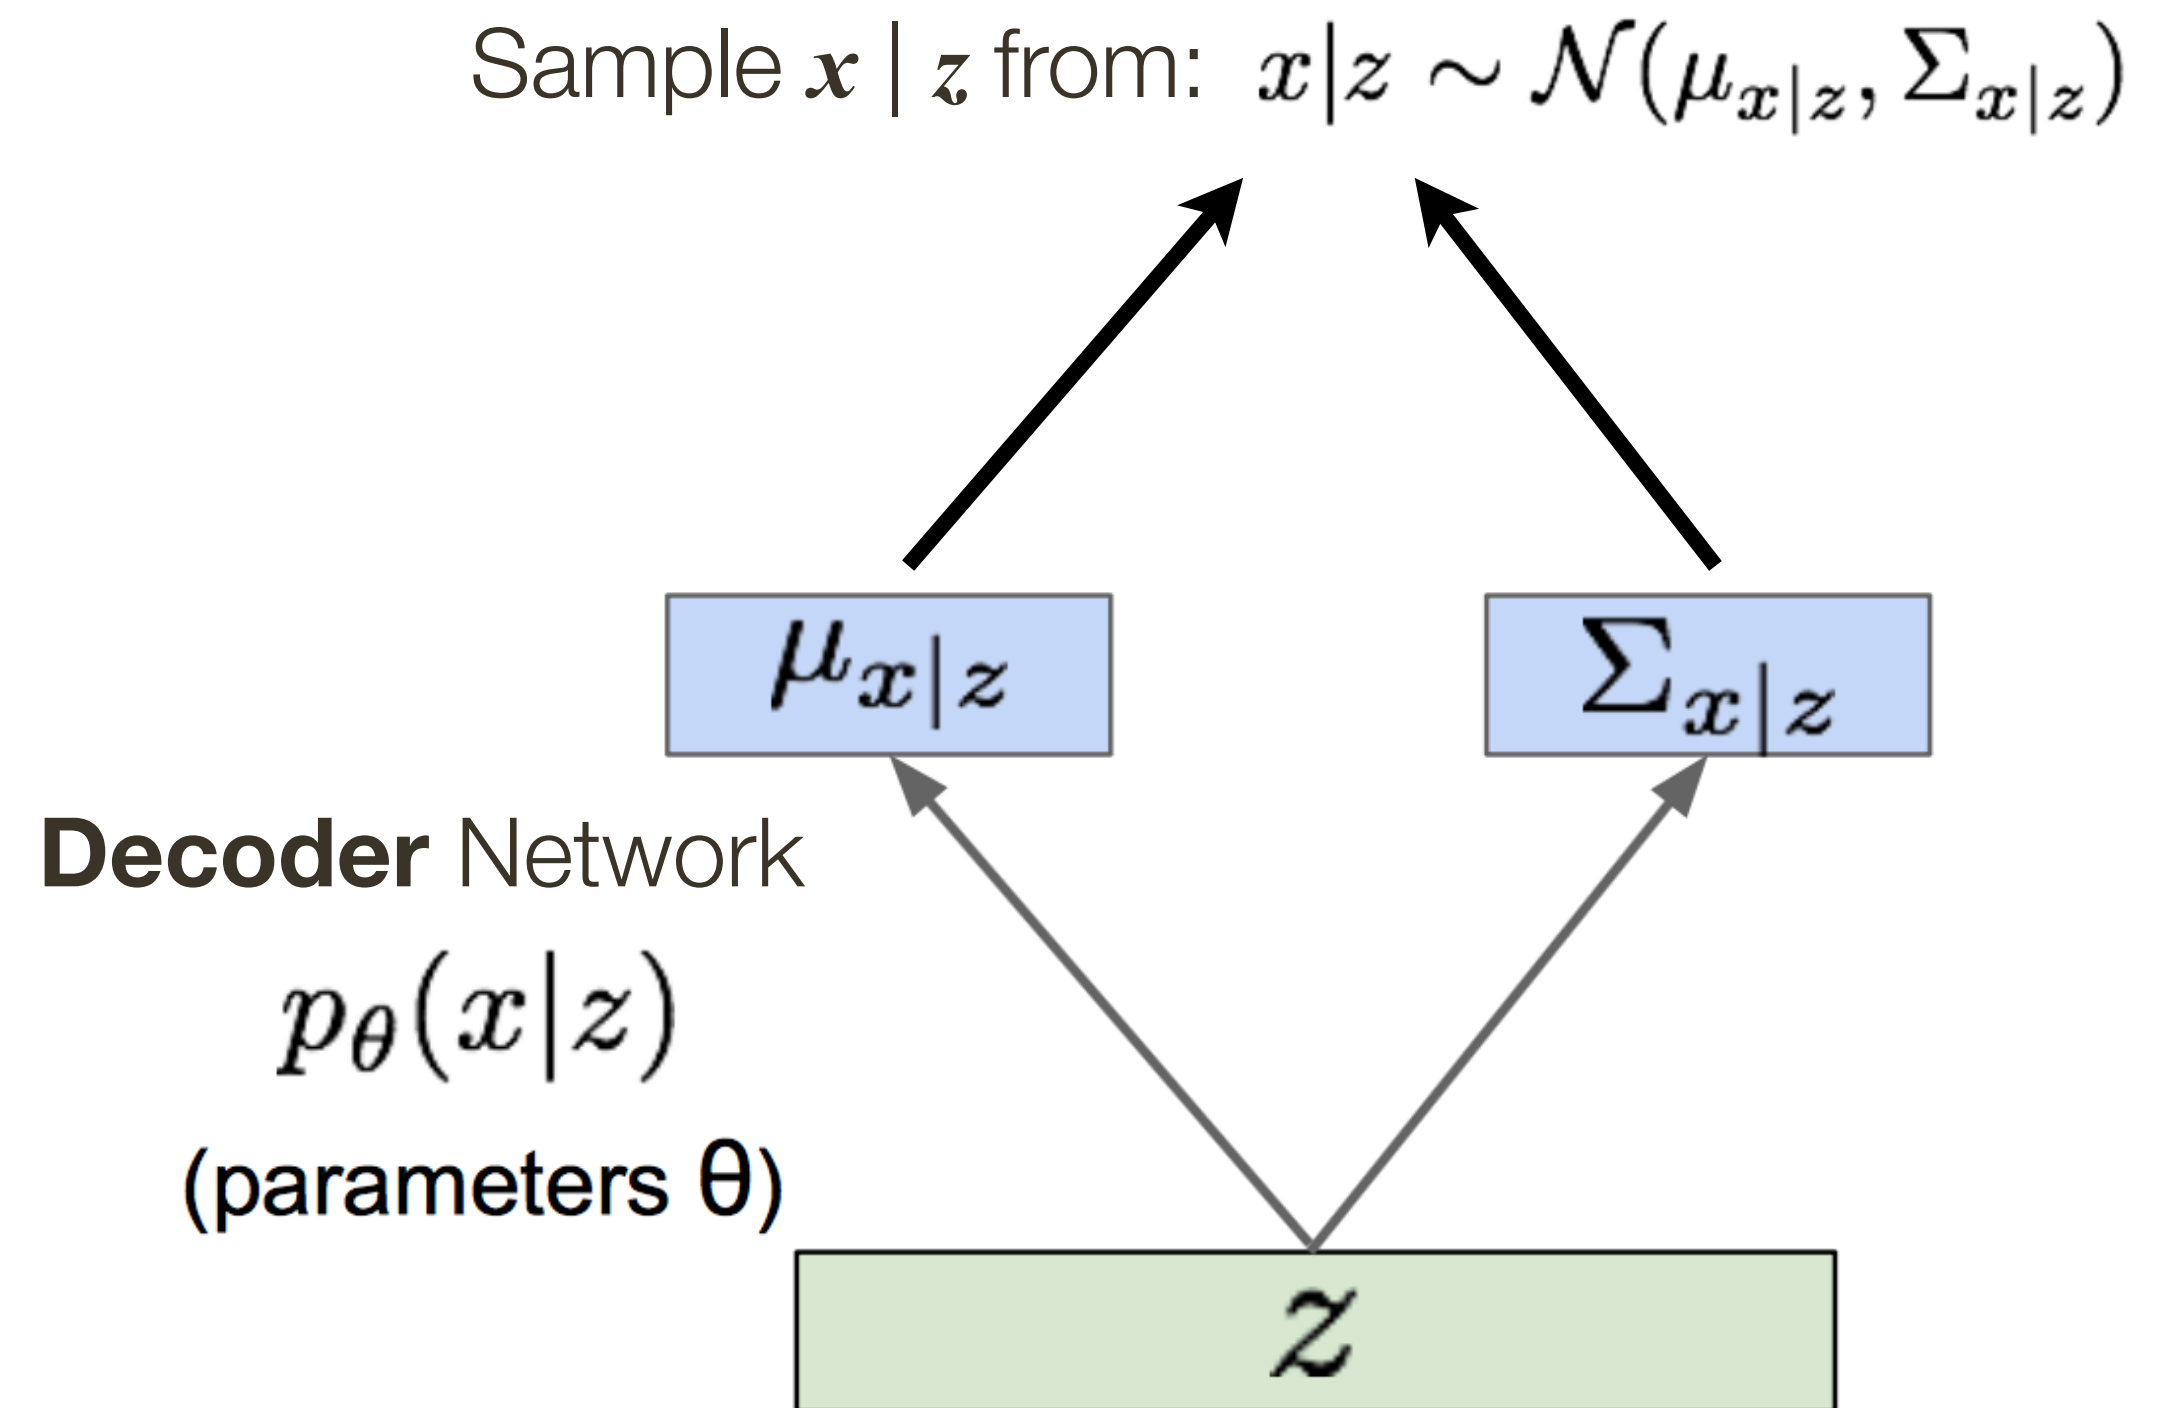 Sample x | z from: x|z ∼ 𝒩(μ_{x|z}, Σ_{x|z})
μ_{x|z}
Σ_{x|z}
Decoder Network
p_θ(x|z)
(parameters θ)
z